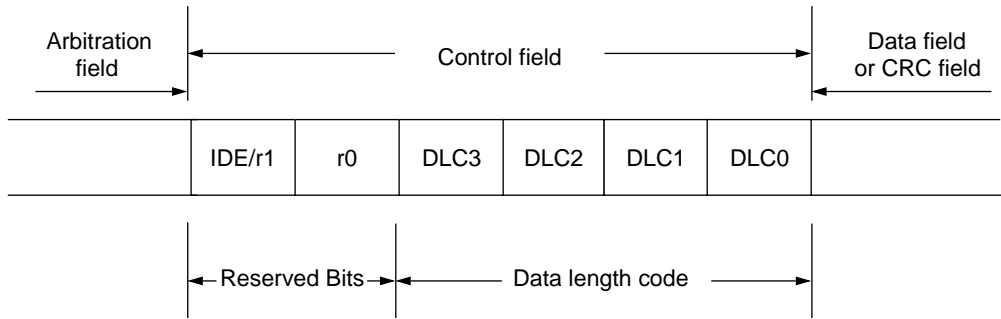 Arbitration
field
Control field
Data field
or CRC field
IDE/r1
r0
DLC3
DLC2
DLC1
DLC0
Reserved Bits
Data length code